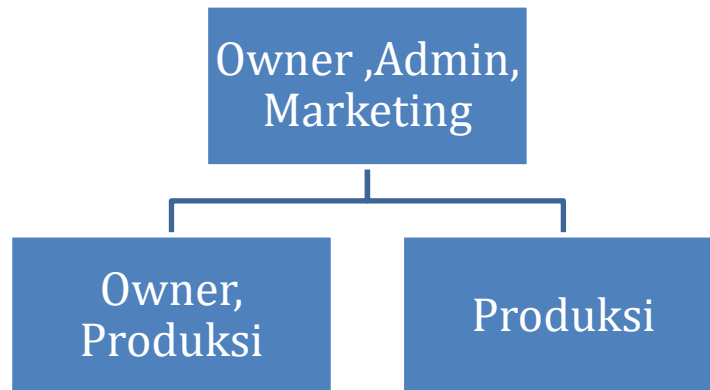 Owner ,Admin,
Marketing
Owner,
Produksi
Produksi